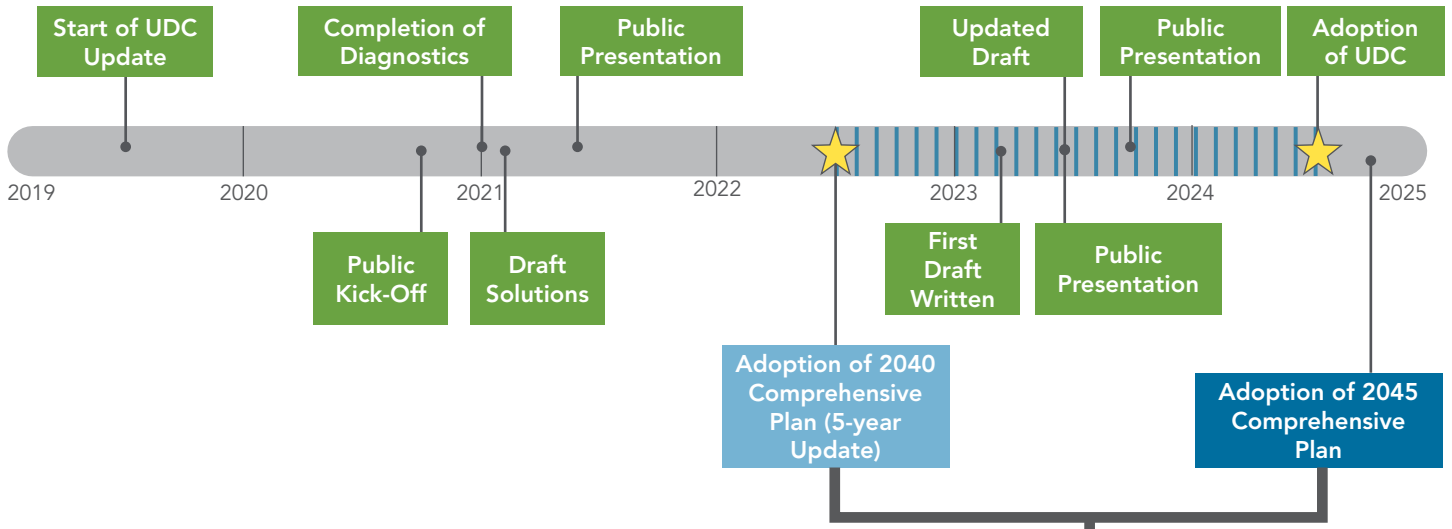 Start of UDC
Update
Completion of
Diagnostics
Public
Presentation
Updated
Draft
Public
Presentation
Adoption
of UDC
2019
2020
2021
2022
2023
2024
2025
Public
Kick-Off
Draft
Solutions
First
Draft
Written
Public
Presentation
Adoption of 2040
Comprehensive
Plan (5-year
Update)
Adoption of 2045
Comprehensive
Plan